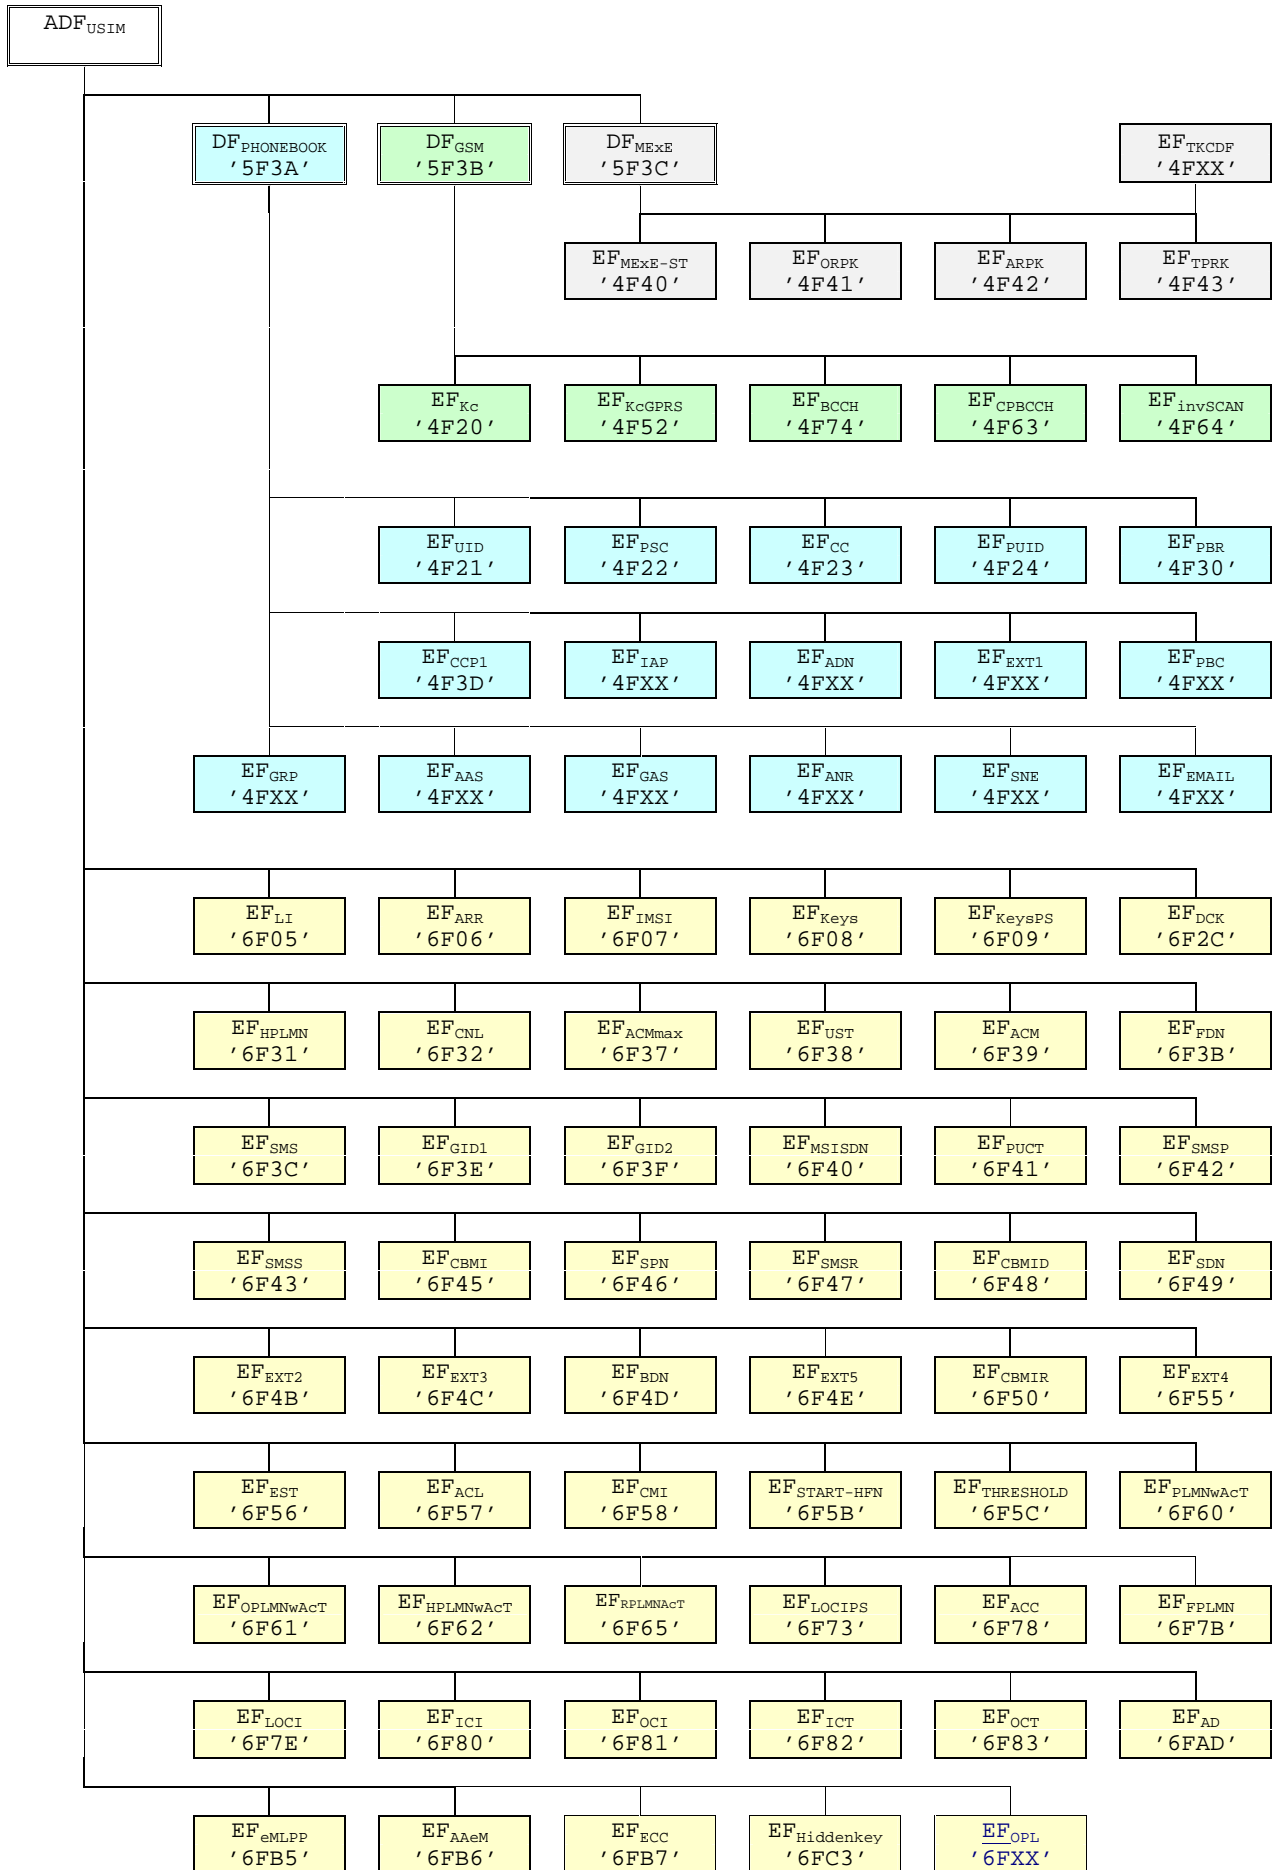 ADFUSIM
DFPHONEBOOK DFGSM DFMExE EFTKCDF
'5F3A' '5F3B' '5F3C' '4FXX'
EFMExE-ST EFORPK EFARPK EFTPRK
'4F40' '4F41' '4F42' '4F43'
EFKc EFKcGPRS EFBCCH EFCPBCCH EFinvSCAN
'4F20' '4F52' '4F74' '4F63' '4F64'
EFUID EFPSC EFCC EFPUID EFPBR
'4F21' '4F22' '4F23' '4F24' '4F30'
EFCCP1 EFIAP EFADN EFEXT1 EFPBC
'4F3D' '4FXX' '4FXX' '4FXX' '4FXX'
EFGRP EFAAS EFGAS EFANR EFSNE EFEMAIL
'4FXX' '4FXX' '4FXX' '4FXX' '4FXX' '4FXX'
EFLI EFARR EFIMSI EFKeys EFKeysPS EFDCK
'6F05' '6F06' '6F07' '6F08' '6F09' '6F2C'
EFHPLMN EFCNL EFACMmax EFUST EFACM EFFDN
'6F31' '6F32' '6F37' '6F38' '6F39' '6F3B'
EFSMS EFGID1 EFGID2 EFMSISDN EFPUCT EFSMSP
'6F3C' '6F3E' '6F3F' '6F40' '6F41' '6F42'
EFSMSS EFCBMI EFSPN EFSMSR EFCBMID EFSDN
'6F43' '6F45' '6F46' '6F47' '6F48' '6F49'
EFEXT2 EFEXT3 EFBDN EFEXT5 EFCBMIR EFEXT4
'6F4B' '6F4C' '6F4D' '6F4E' '6F50' '6F55'
EFEST EFACL EFCMI EFSTART-HFN EFTHRESHOLD EFPLMNwAcT
'6F56' '6F57' '6F58' '6F5B' '6F5C' '6F60'
EFOPLMNwAcT EFHPLMNwAcT EFRPLMNAcT EFLOCIPS EFACC EFFPLMN
'6F61' '6F62' '6F65' '6F73' '6F78' '6F7B'
EFLOCI EFICI EFOCI EFICT EFOCT EFAD
'6F7E' '6F80' '6F81' '6F82' '6F83' '6FAD'
EFeMLPP EFAAeM EFECC EFHiddenkey EFOPL
'6FB5' '6FB6' '6FB7' '6FC3' '6FXX'